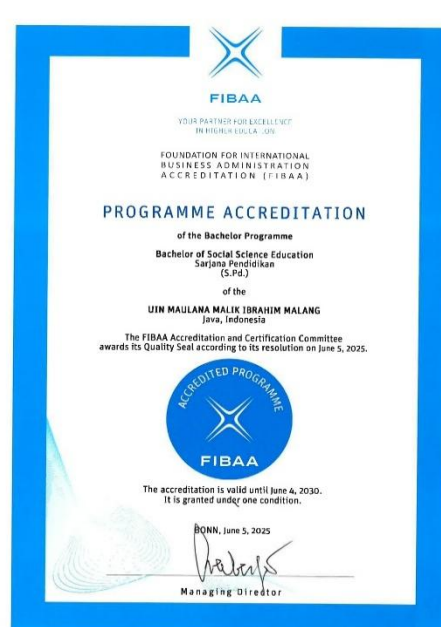 FIBAA
YOUR PARTNER FOR EXCELLENCE
IN HIGHER EDUCATION
FOUNDATION FOR INTERNATIONAL
BUSINESS ADMINISTRATION
ACCREDITATION (FIBAA)
PROGRAMME ACCREDITATION
of the Bachelor Programme
Bachelor of Social Science Education
Sarjana Pendidikan
(S.Pd.)
of the
UIN MAULANA MALIK IBRAHIM MALANG
Java, Indonesia
The FIBAA Accreditation and Certification Committee
awards its Quality Seal according to its resolution on June 5, 2025.
ACCREDITED PROGRAMME
FIBAA
The accreditation is valid until June 4, 2030.
It is granted under one condition.
BONN, June 5, 2025
Managing Director